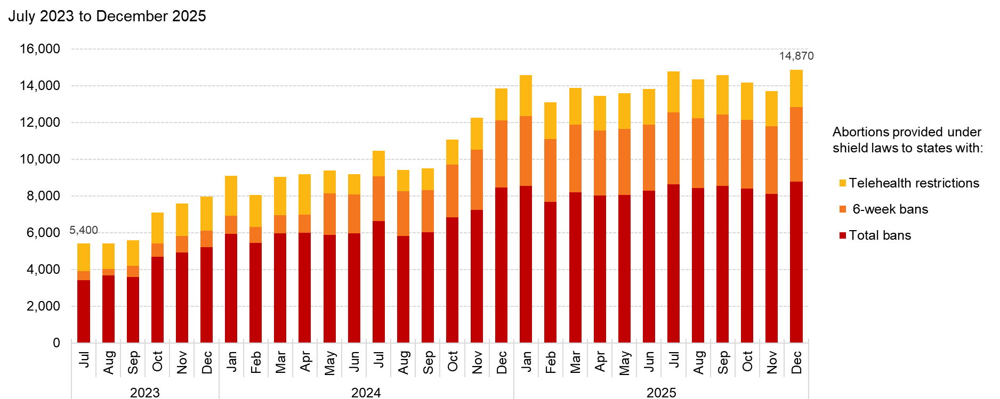 July 2023 to December 2025
16,000
14,000
12,000
10,000
8,000
6,000
4,000
2,000
0
5,400
14,870
Jul Aug Sep Oct Nov Dec Jan Feb Mar Apr May Jun Jul Aug Sep Oct Nov Dec Jan Feb Mar Apr May Jun Jul Aug Sep Oct Nov Dec
2023 2024 2025
Abortions provided under
shield laws to states with:
Telehealth restrictions
6-week bans
Total bans